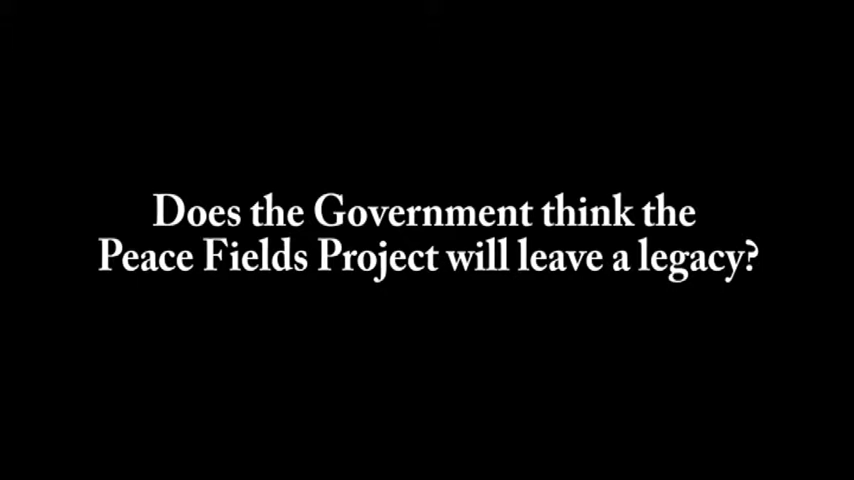 Does the Government think the
Peace Fields Project will leave a legacy?